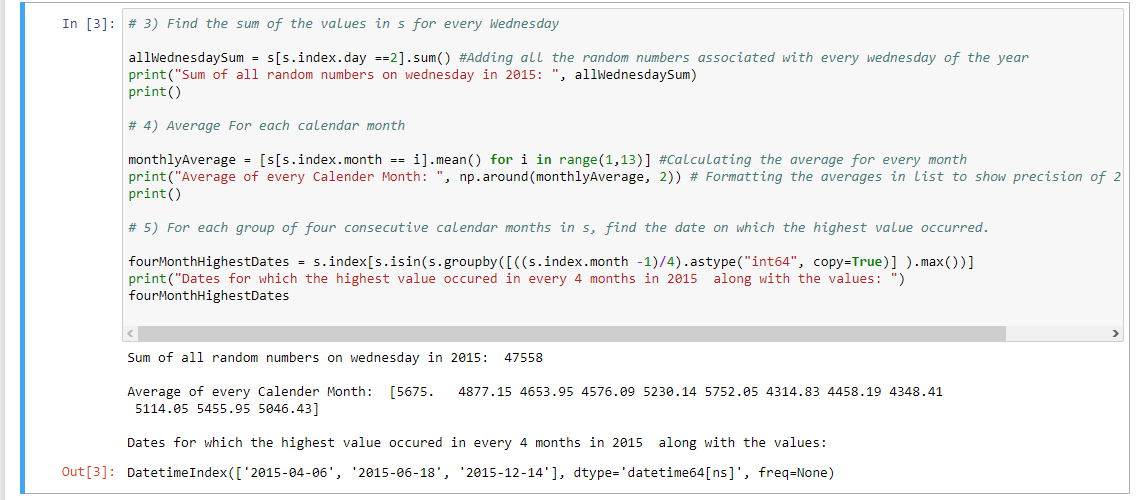 In [3]: # 3) Find the sum of the values in s for every Wednesday
allWednesdaySum = s[s.index.day ==2].sum() #Adding all the random numbers associated with every wednesday of the year
print("Sum of all random numbers on wednesday in 2015: ", allWednesdaySum)
print()
# 4) Average For each calendar month
monthlyAverage = [s[s.index.month == i].mean() for i in range(1,13)] #Calculating the average for every month
print("Average of every Calender Month: ", np.around(monthlyAverage, 2)) # Formatting the averages in list to show precision of 2
print()
# 5) For each group of four consecutive calendar months in s, find the date on which the highest value occurred.
fourMonthHighestDates = s.index[s.isin(s.groupby([((s.index.month -1)/4).astype("int64", copy=True)] ).max())]
print("Dates for which the highest value occured in every 4 months in 2015  along with the values: ")
fourMonthHighestDates
Sum of all random numbers on wednesday in 2015:  47558
Average of every Calender Month:  [5675.   4877.15 4653.95 4576.09 5230.14 5752.05 4314.83 4458.19 4348.41
5114.05 5455.95 5046.43]
Dates for which the highest value occured in every 4 months in 2015  along with the values:
Out[3]: DatetimeIndex(['2015-04-06', '2015-06-18', '2015-12-14'], dtype='datetime64[ns]', freq=None)